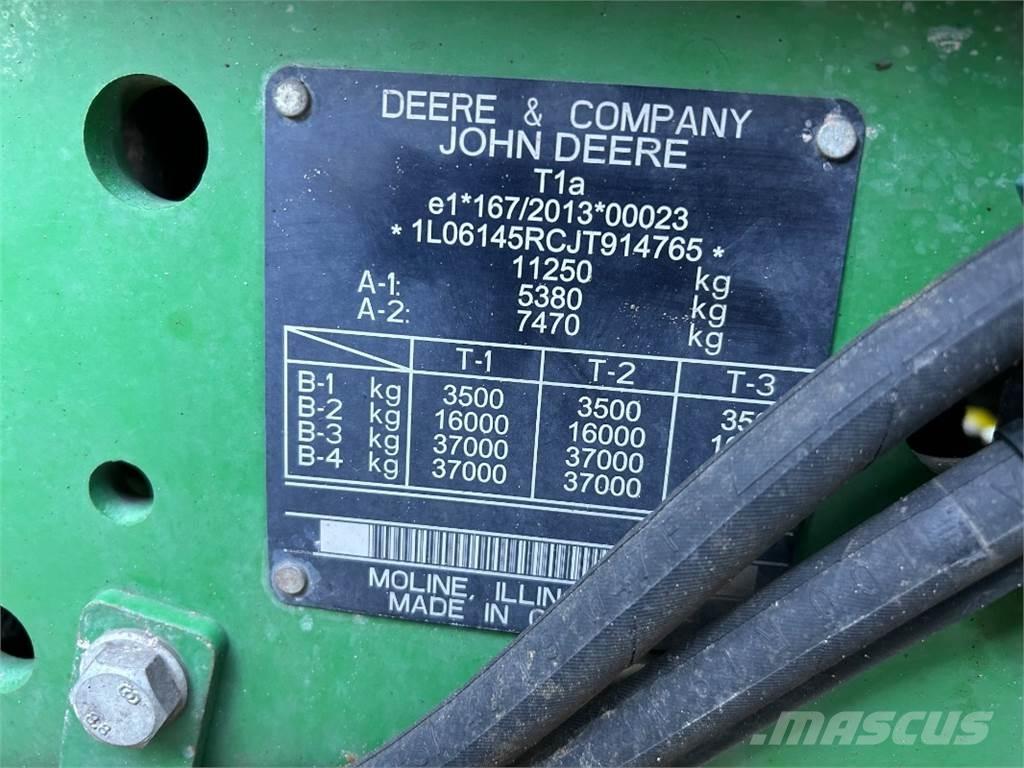 DEERE & COMPANY
JOHN DEERE
T1a
e1*167/2013*00023
* 1L06145RCJT914765 *
11250 kg
A-1: 5380 kg
A-2: 7470 kg
T-1 T-2 T-3
B-1 kg 3500 3500
B-2 kg 16000 16000
B-3 kg 37000 37000
B-4 kg 37000 37000
MOLINE,
MADE IN
8.8
MASCUS